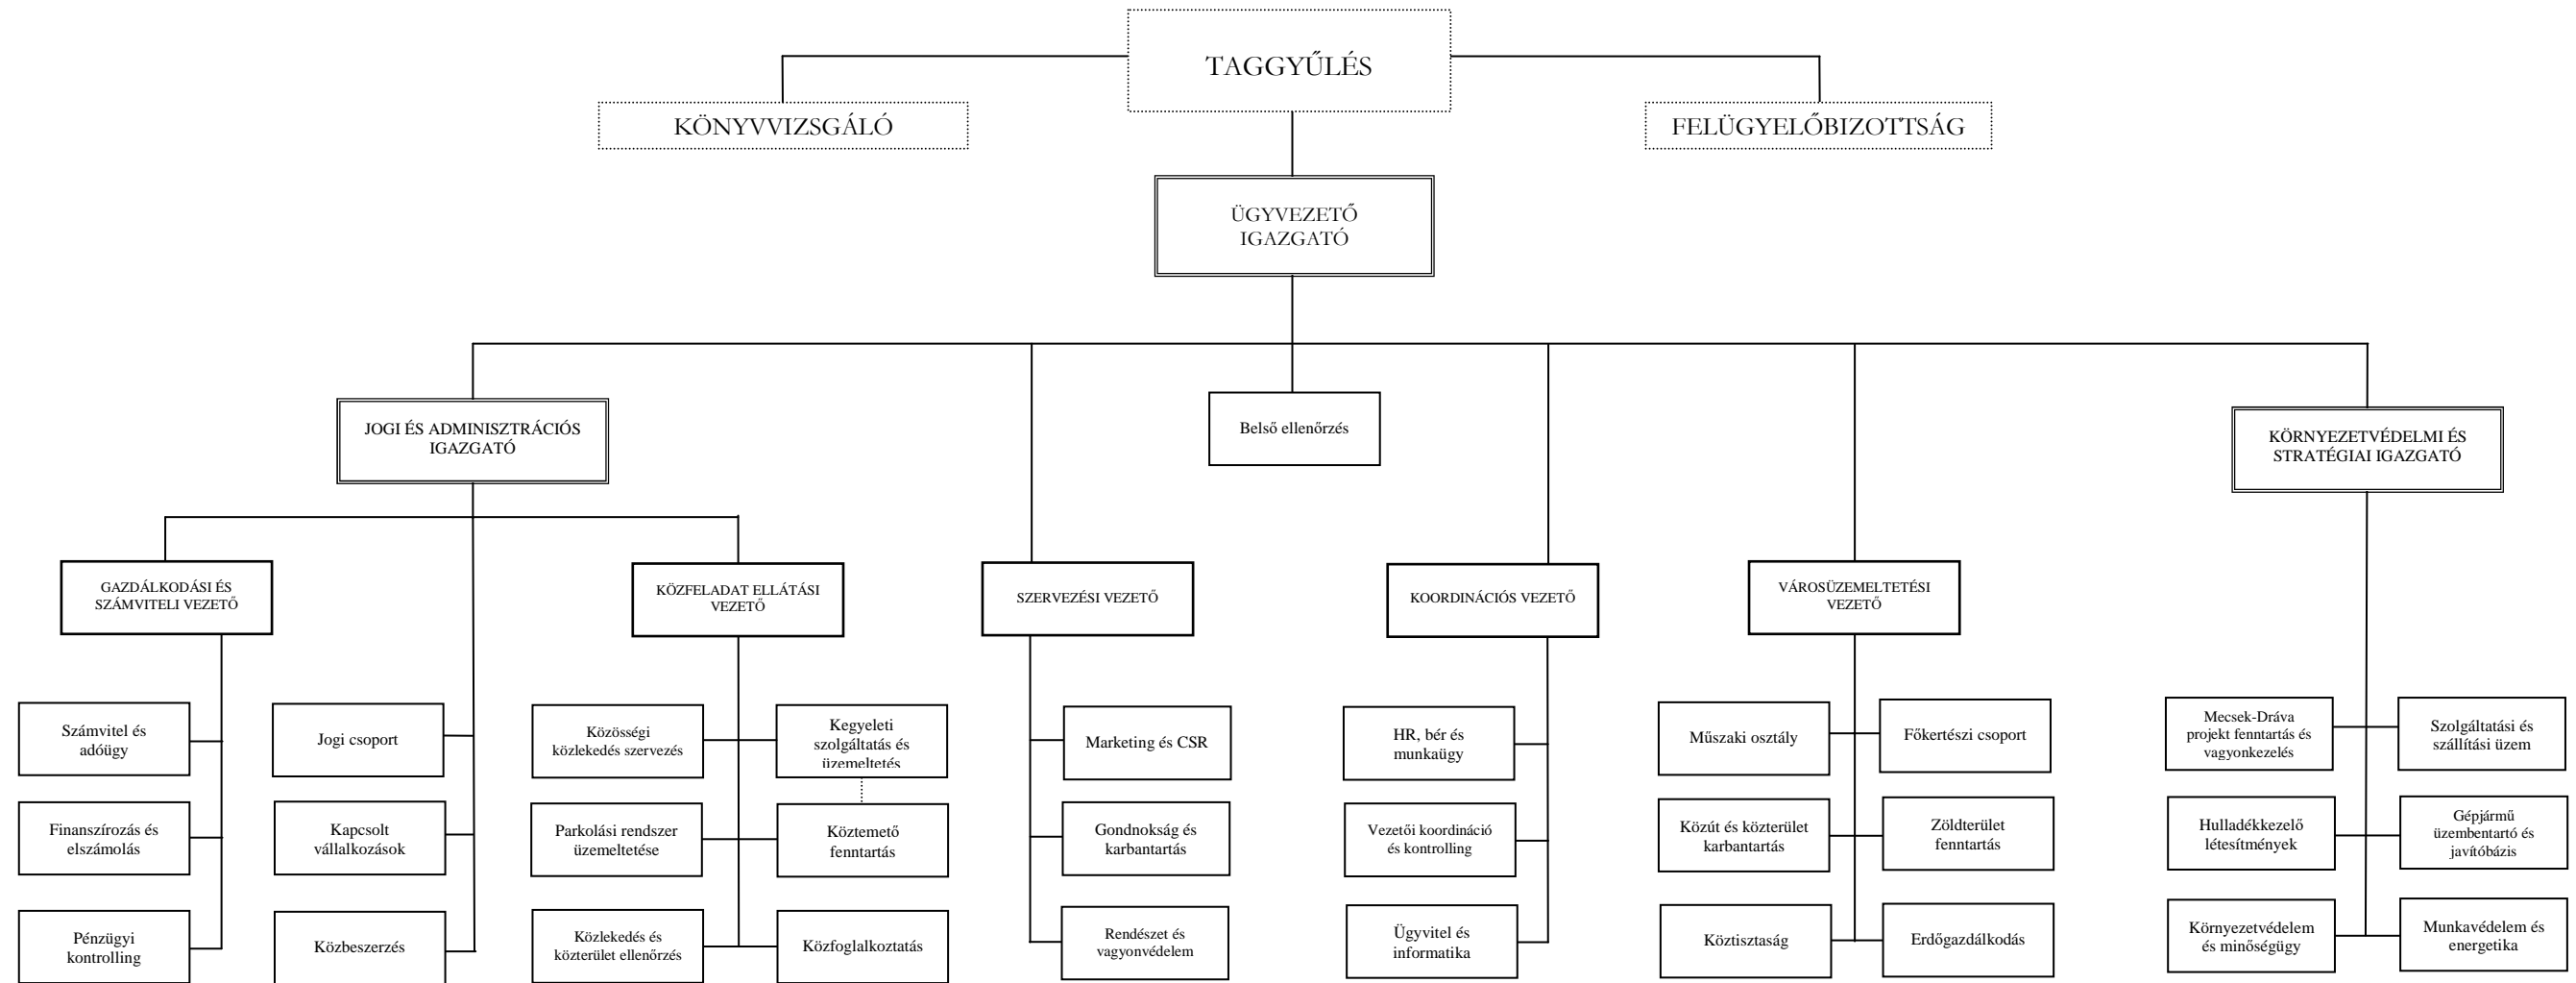 TAGGYŰLÉS
KÖNYVVIZSGÁLÓ
FELÜGYELŐBIZOTTSÁG
ÜGYVEZETŐ
IGAZGATÓ
JOGI ÉS ADMINISZTRÁCIÓS
IGAZGATÓ
Belső ellenőrzés
KÖRNYEZETVÉDELMI ÉS
STRATÉGIAI IGAZGATÓ
GAZDÁLKODÁSI ÉS
SZÁMVITELI VEZETŐ
KÖZFELADAT ELLÁTÁSI
VEZETŐ
SZERVEZÉSI VEZETŐ
KOORDINÁCIÓS VEZETŐ
VÁROSÜZEMELTETÉSI
VEZETŐ
Számvitel és
adóügy
Jogi csoport
Közösségi
közlekedés szervezés
Kegyeleti
szolgáltatás és
üzemeltetés
Marketing és CSR
HR, bér és
munkaügy
Műszaki osztály
Főkertészi csoport
Mecsek-Dráva
projekt fenntartás és
vagyonkezelés
Szolgáltatási és
szállítási üzem
Finanszírozás és
elszámolás
Kapcsolt
vállalkozások
Parkolási rendszer
üzemeltetése
Köztemető
fenntartás
Gondnokság és
karbantartás
Vezetői koordináció
és kontrolling
Közút és közterület
karbantartás
Zöldterület
fenntartás
Hulladékkezelő
létesítmények
Gépjármű
üzembentartó és
javítóbázis
Pénzügyi
kontrolling
Közbeszerzés
Közlekedés és
közterület ellenőrzés
Közfoglalkoztatás
Rendészet és
vagyonvédelem
Ügyvitel és
informatika
Köztisztaság
Erdőgazdálkodás
Környezetvédelem
és minőségügy
Munkavédelem és
energetika